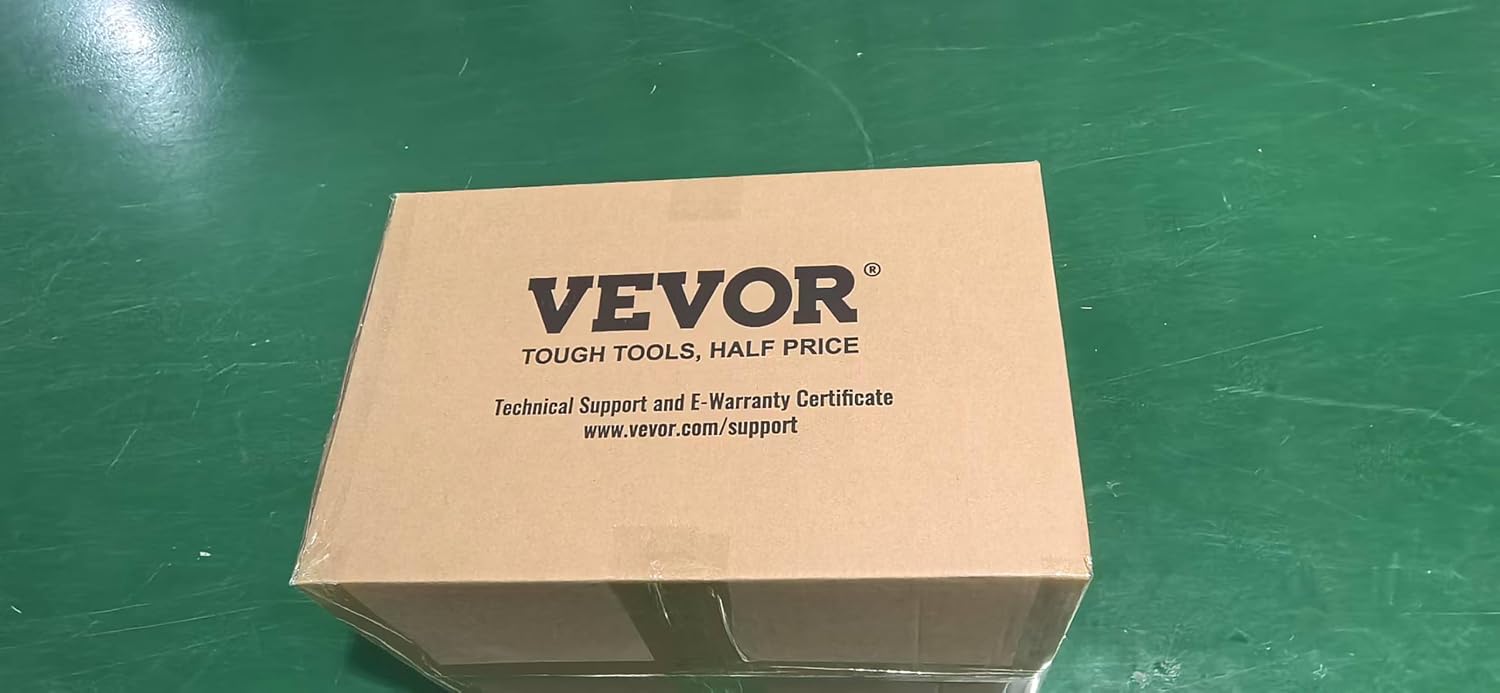 VEVOR®
TOUGH TOOLS, HALF PRICE
Technical Support and E-Warranty Certificate
www.vevor.com/support